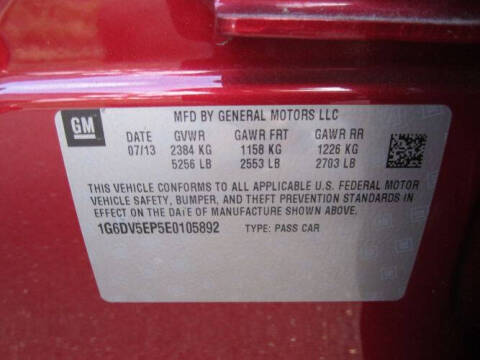 GM
MFD BY GENERAL MOTORS LLC
DATE GVWR GAWR FRT GAWR RR
07/13 2384 KG 1158 KG 1226 KG
5256 LB 2553 LB 2703 LB
THIS VEHICLE CONFORMS TO ALL APPLICABLE U.S. FEDERAL MOTOR
VEHICLE SAFETY, BUMPER, AND THEFT PREVENTION STANDARDS IN
EFFECT ON THE DATE OF MANUFACTURE SHOWN ABOVE.
1G6DV5EP5E0105892 TYPE: PASS CAR